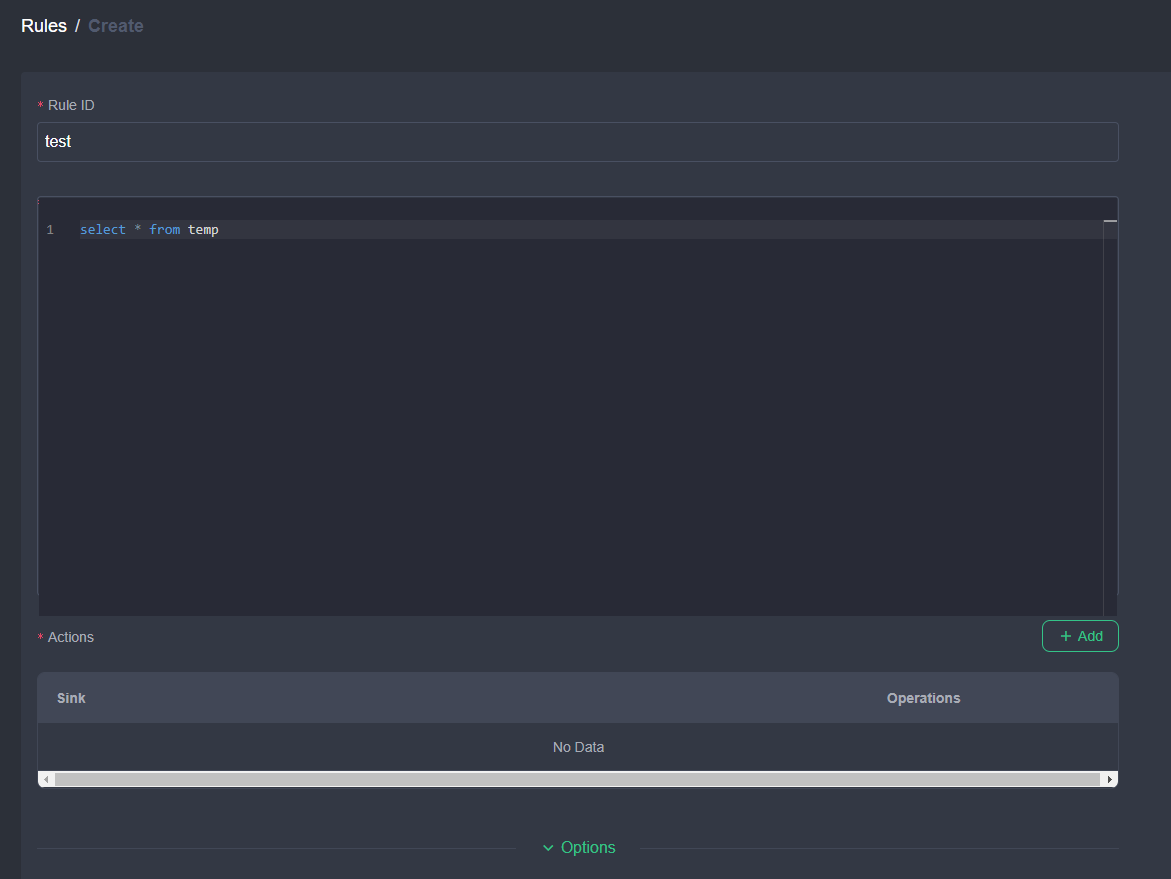 Rules / Create
* Rule ID
test
1 select * from temp
* Actions
+ Add
Sink Operations
No Data
Options